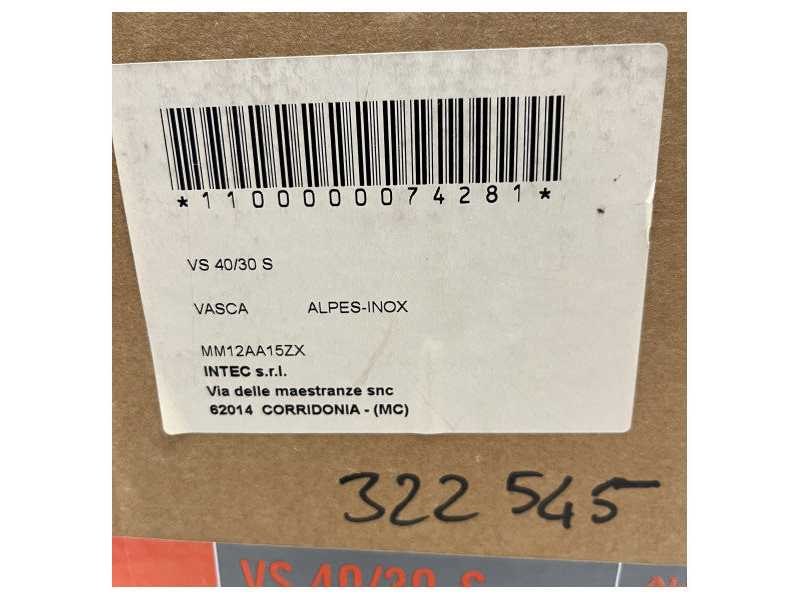 *1100000074281*
VS 40/30 S
VASCA ALPES-INOX
MM12AA15ZX
INTEC s.r.l.
Via delle maestranze snc
62014 CORRIDONIA - (MC)
322 545
VS 40/30 S